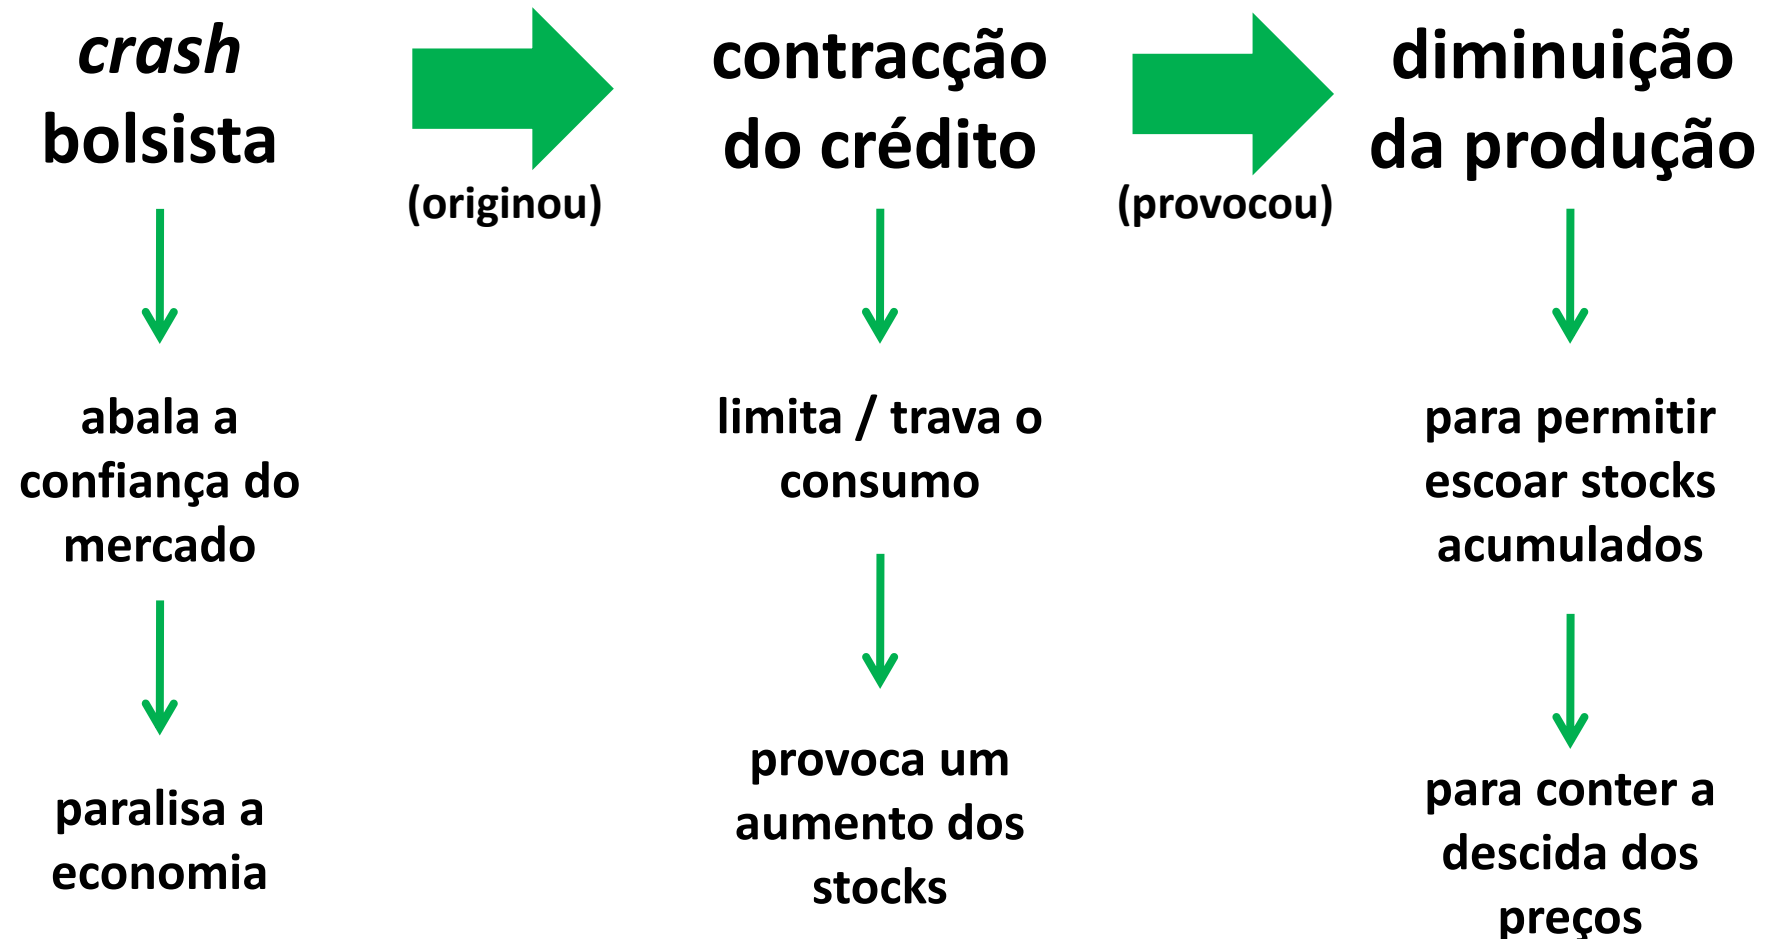 crash
bolsista
(originou)
contracção
do crédito
(provocou)
diminuição
da produção
abala a
confiança do
mercado
paralisa a
economia
limita / trava o
consumo
provoca um
aumento dos
stocks
para permitir
escoar stocks
acumulados
para conter a
descida dos
preços